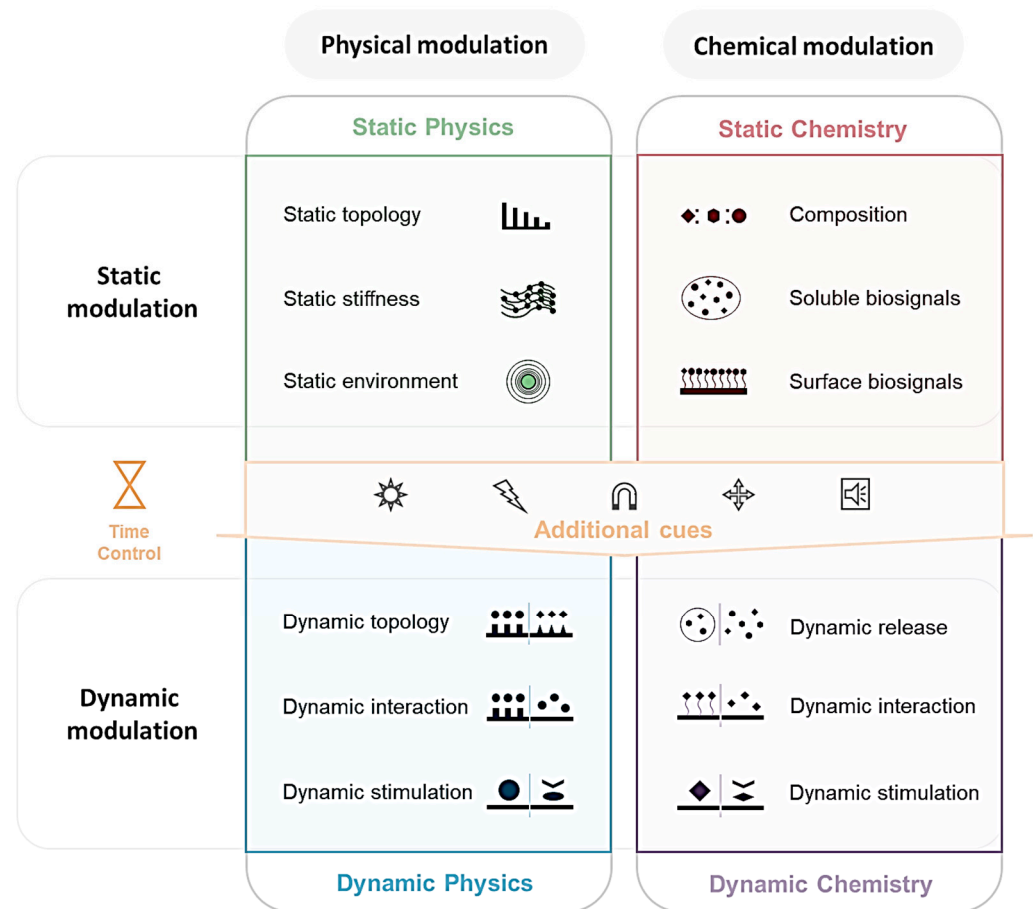 Physical modulation
Chemical modulation
Static Physics
Static Chemistry
Static
modulation
Static topology
Composition
Static stiffness
Soluble biosignals
Static environment
Surface biosignals
Time
Control
Additional cues
Dynamic
modulation
Dynamic topology
Dynamic release
Dynamic interaction
Dynamic interaction
Dynamic stimulation
Dynamic stimulation
Dynamic Physics
Dynamic Chemistry